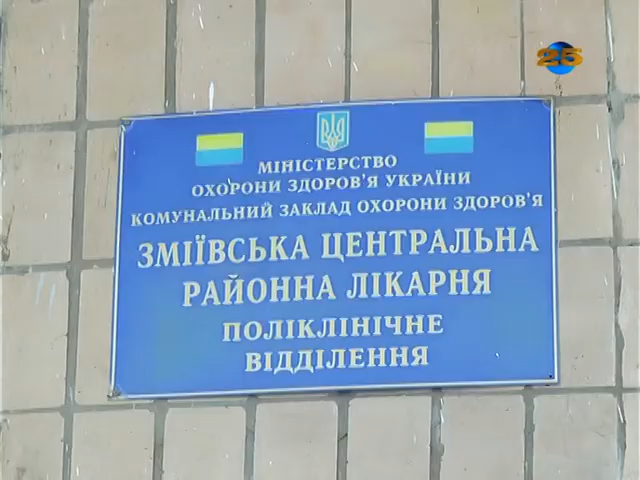 25
МІНІСТЕРСТВО
ОХОРОНИ ЗДОРОВ'Я УКРАЇНИ
КОМУНАЛЬНИЙ ЗАКЛАД ОХОРОНИ ЗДОРОВ'Я
ЗМІЇВСЬКА ЦЕНТРАЛЬНА
РАЙОННА ЛІКАРНЯ
ПОЛІКЛІНІЧНЕ
ВІДДІЛЕННЯ